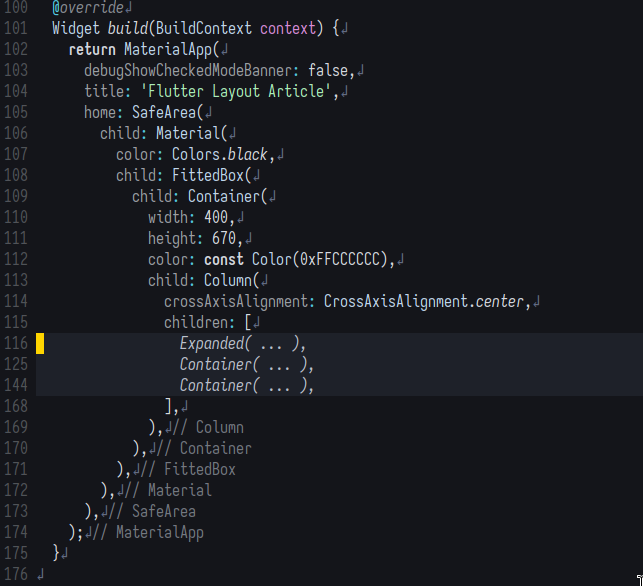 100   @override↲
101   Widget build(BuildContext context) {↲
102     return MaterialApp(↲
103       debugShowCheckedModeBanner: false,↲
104       title: 'Flutter Layout Article',↲
105       home: SafeArea(↲
106         child: Material(↲
107           color: Colors.black,↲
108           child: FittedBox(↲
109             child: Container(↲
110               width: 400,↲
111               height: 670,↲
112               color: const Color(0xFFCCCCCC),↲
113               child: Column(↲
114                 crossAxisAlignment: CrossAxisAlignment.center,↲
115                 children: [↲
116                   Expanded( ... ),
125                   Container( ... ),
144                   Container( ... ),
168                 ],↲
169               ),↲// Column
170             ),↲// Container
171           ),↲// FittedBox
172         ),↲// Material
173       ),↲// SafeArea
174     );↲// MaterialApp
175   }↲
176 ↲